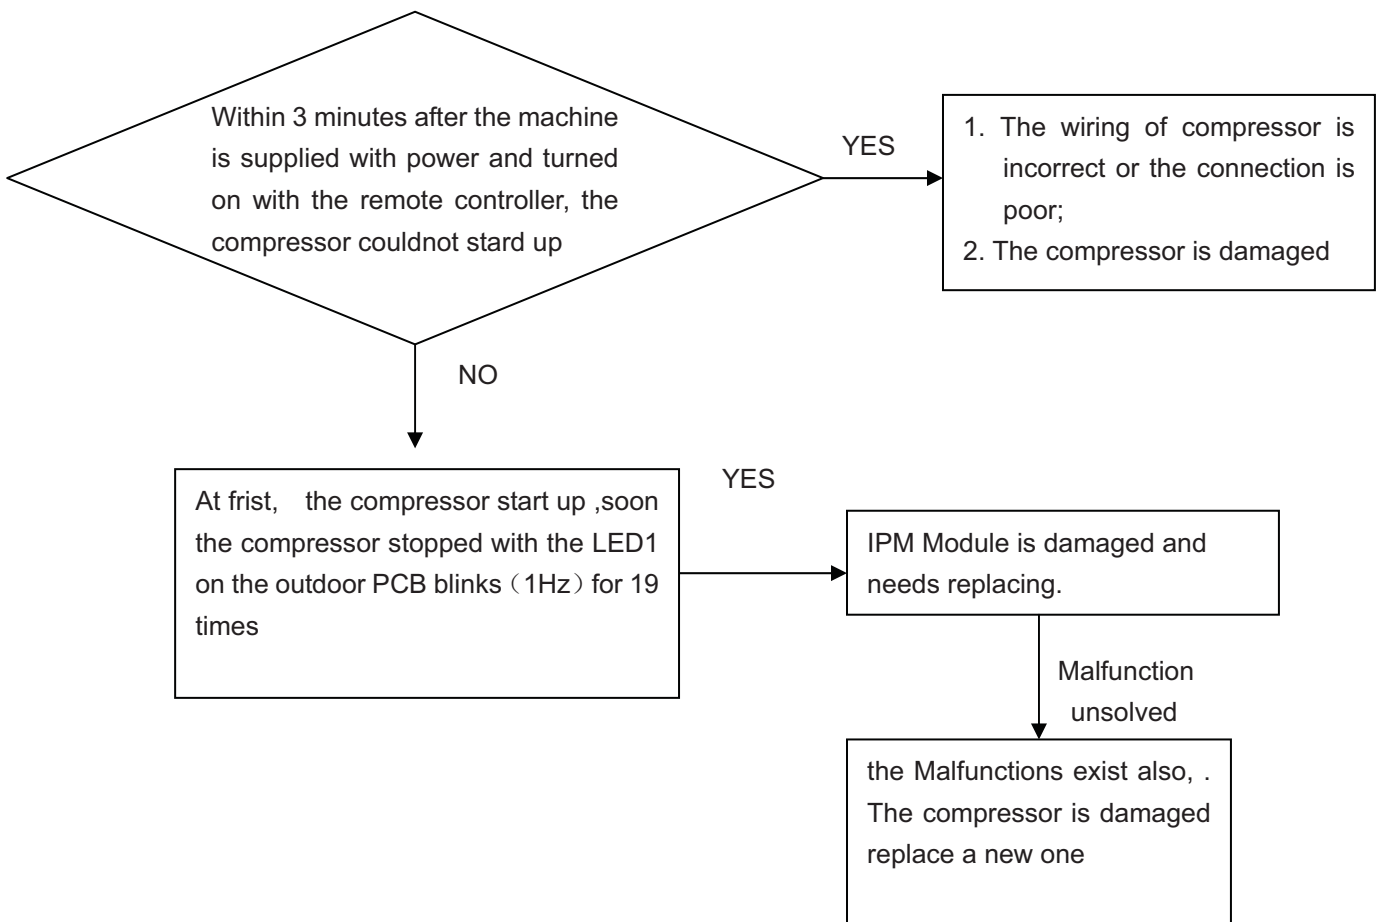 Within 3 minutes after the machine
is supplied with power and turned
on with the remote controller, the
compressor couldnot stard up
YES
1. The wiring of compressor is
incorrect or the connection is
poor;
2. The compressor is damaged
NO
At frist, the compressor start up ,soon
the compressor stopped with the LED1
on the outdoor PCB blinks（1Hz）for 19
times
YES
IPM Module is damaged and
needs replacing.
Malfunction
unsolved
the Malfunctions exist also, .
The compressor is damaged
replace a new one